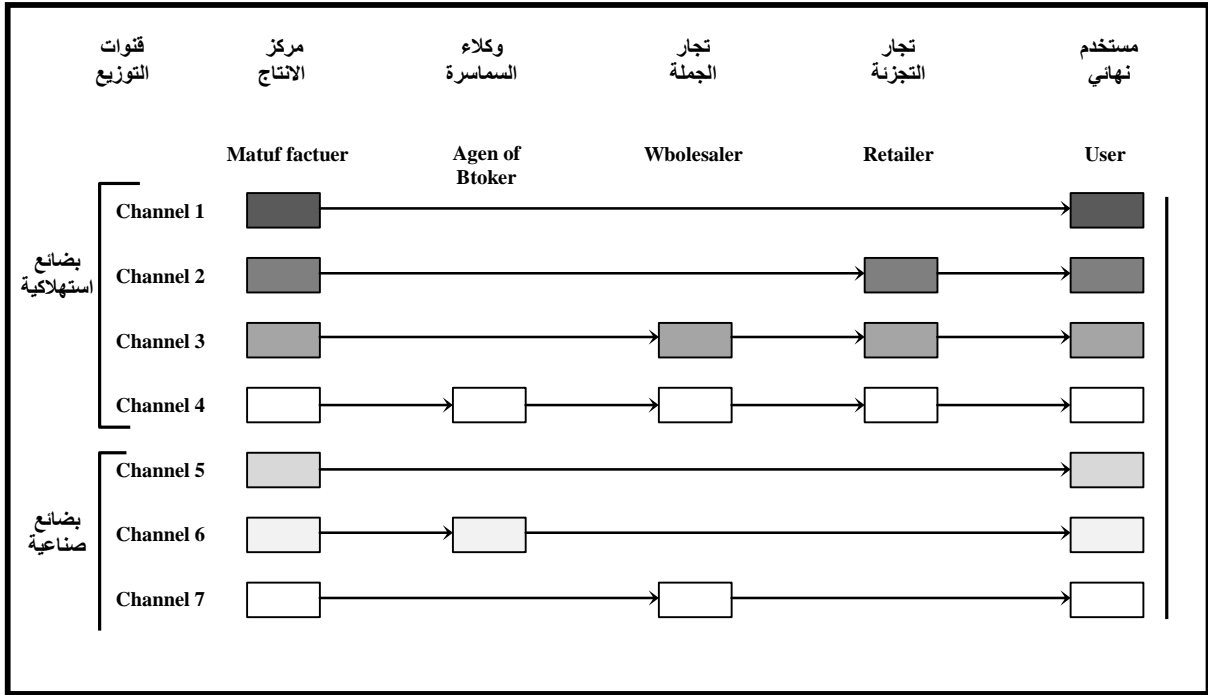 قنوات
التوزيع
مركز
الانتاج
وكلاء
السماسرة
تجار
الجملة
تجار
التجزئة
مستخدم
نهائي
Matuf factuer
Agen of
Btoker
Wbolesaler
Retailer
User
بضائع
استهلاكية
Channel 1
Channel 2
Channel 3
Channel 4
بضائع
صناعية
Channel 5
Channel 6
Channel 7